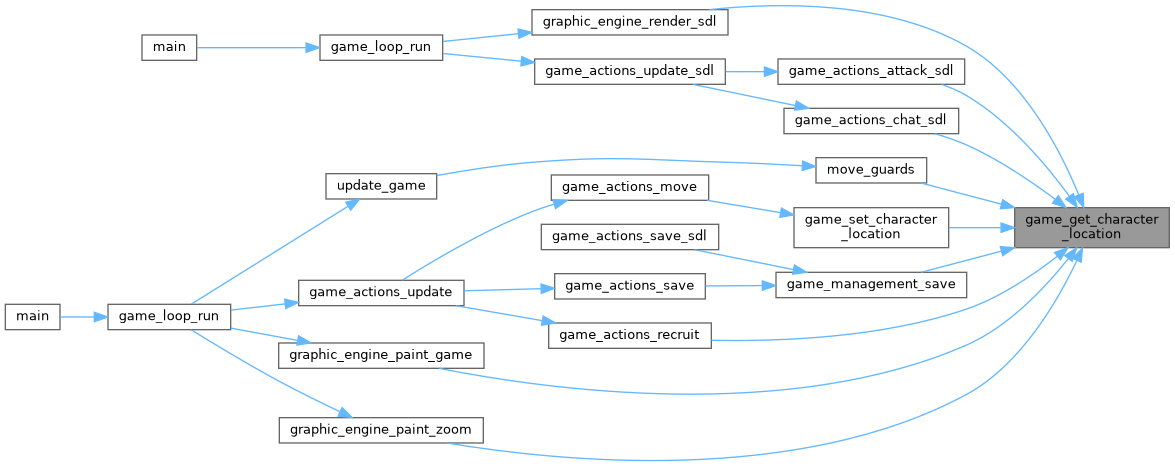 graphic_engine_render_sdl
main
game_loop_run
game_actions_update_sdl
game_actions_attack_sdl
game_actions_chat_sdl
move_guards
update_game
game_actions_move
game_set_character
_location
game_get_character
_location
game_actions_save_sdl
game_actions_update
game_actions_save
game_management_save
main
game_loop_run
game_actions_recruit
graphic_engine_paint_game
graphic_engine_paint_zoom